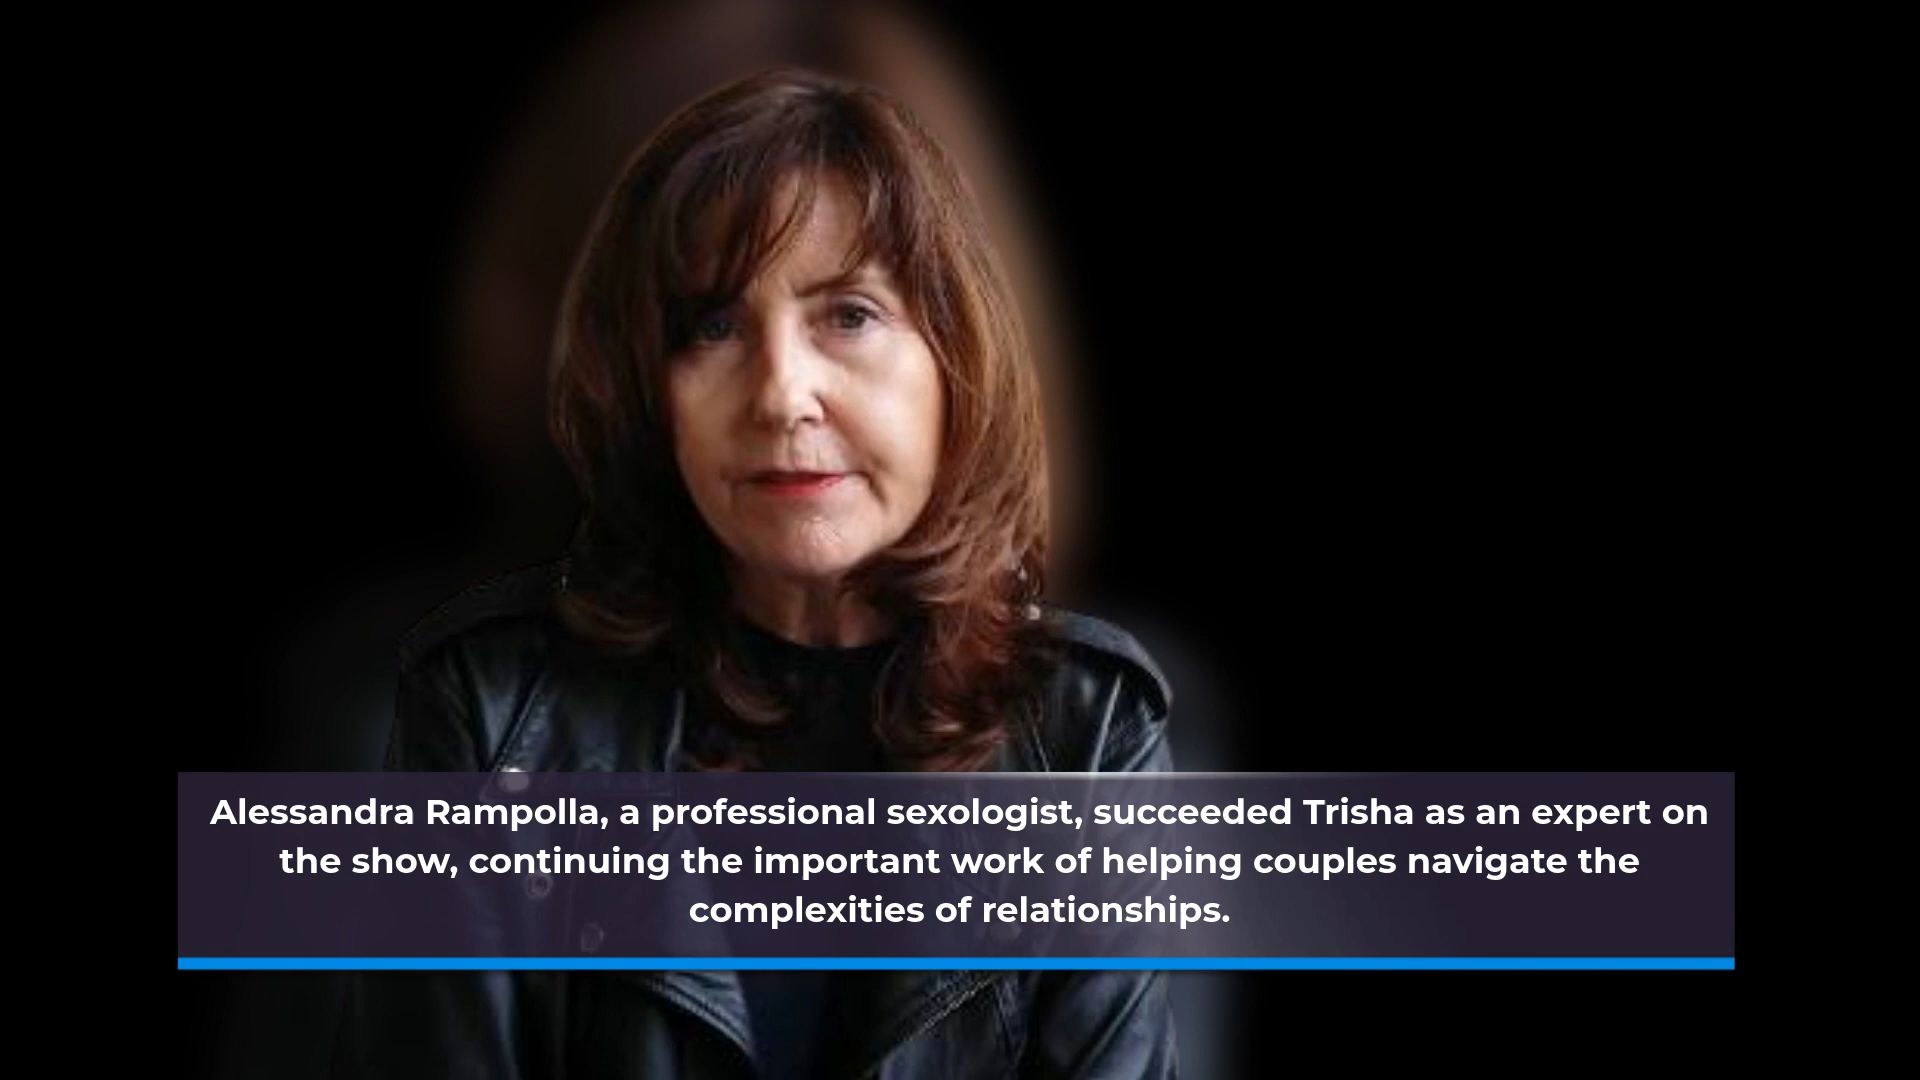 Alessandra Rampolla, a professional sexologist, succeeded Trisha as an expert on
the show, continuing the important work of helping couples navigate the
complexities of relationships.